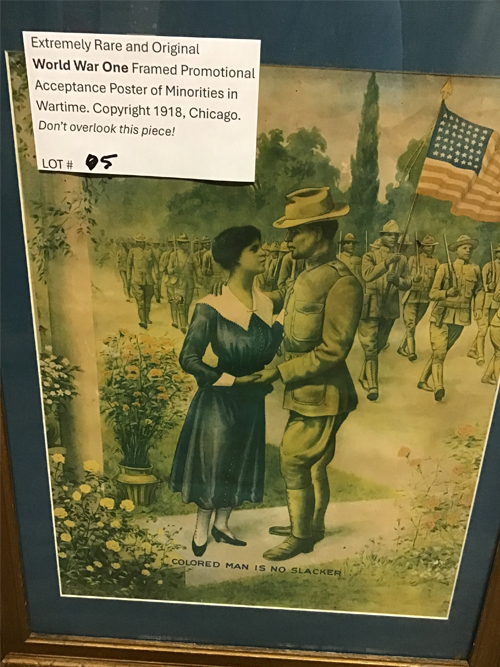 Extremely Rare and Original
World War One Framed Promotional
Acceptance Poster of Minorities in
Wartime. Copyright 1918, Chicago.
Don't overlook this piece!
LOT # 05
COLORED MAN IS NO SLACKER